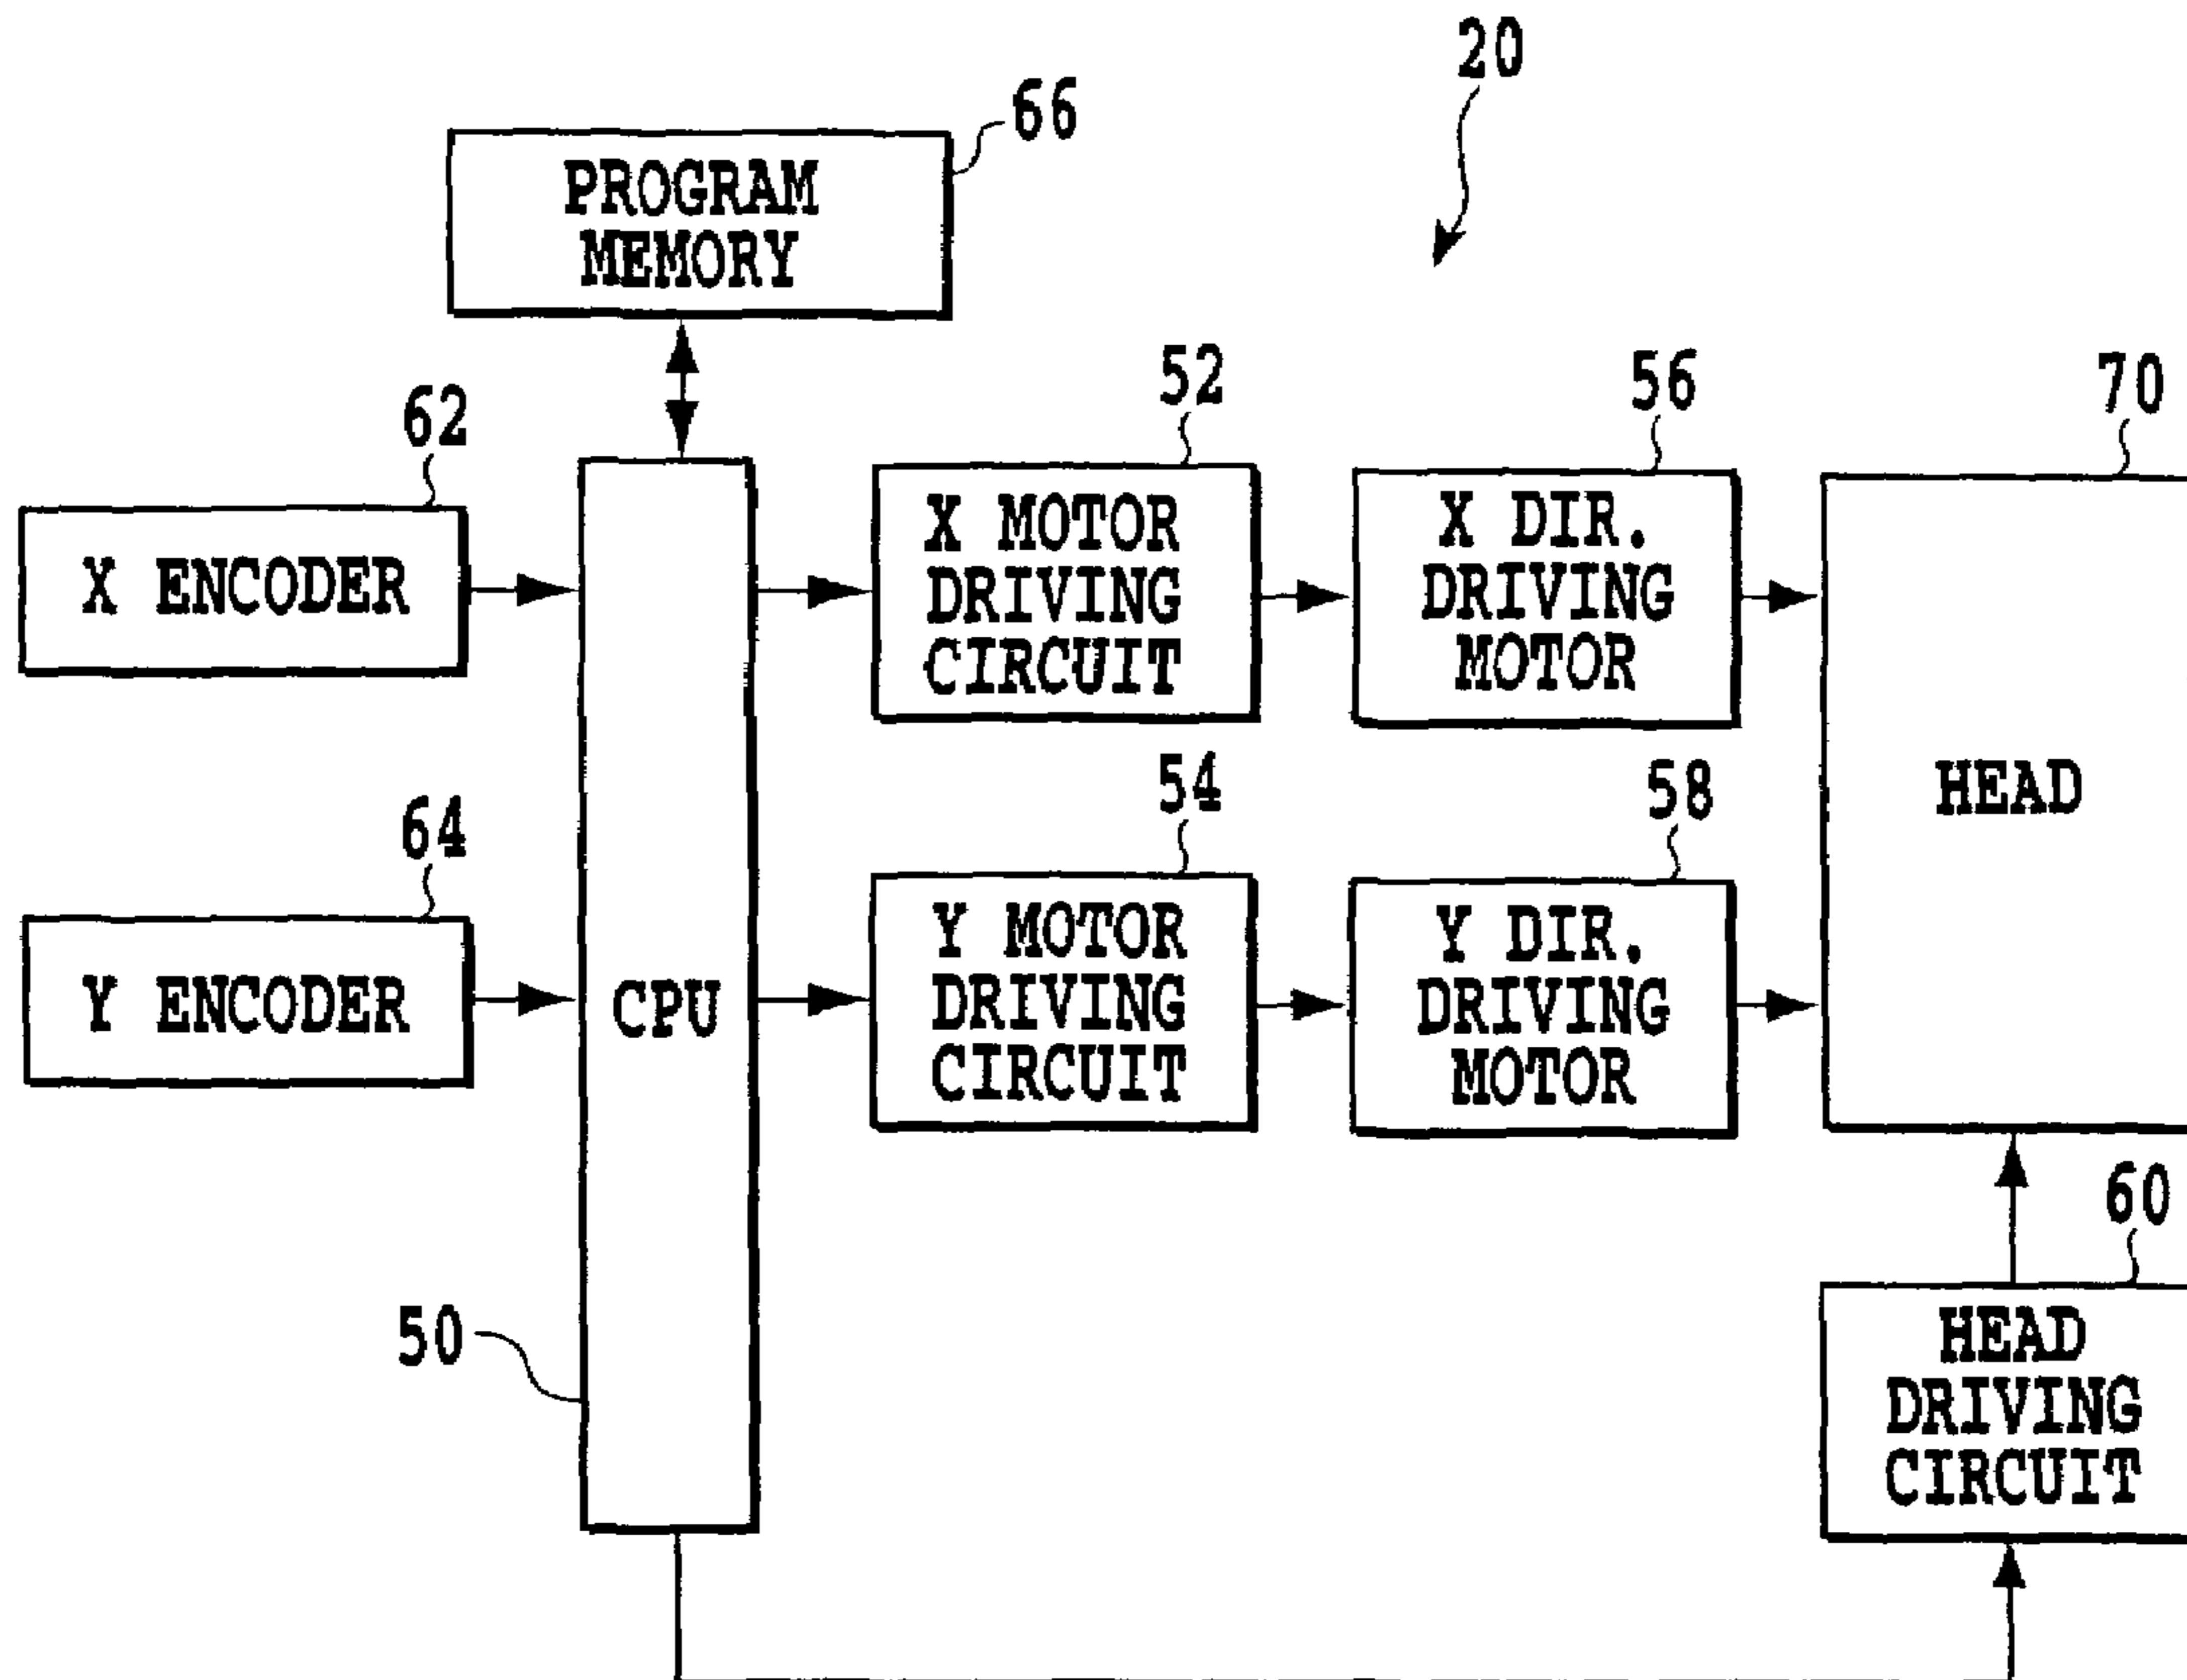 20
66
PROGRAM
MEMORY
62
52
56
70
X ENCODER
X MOTOR
DRIVING
CIRCUIT
X DIR.
DRIVING
MOTOR
HEAD
64
54
58
Y ENCODER
CPU
Y MOTOR
DRIVING
CIRCUIT
Y DIR.
DRIVING
MOTOR
60
50
HEAD
DRIVING
CIRCUIT